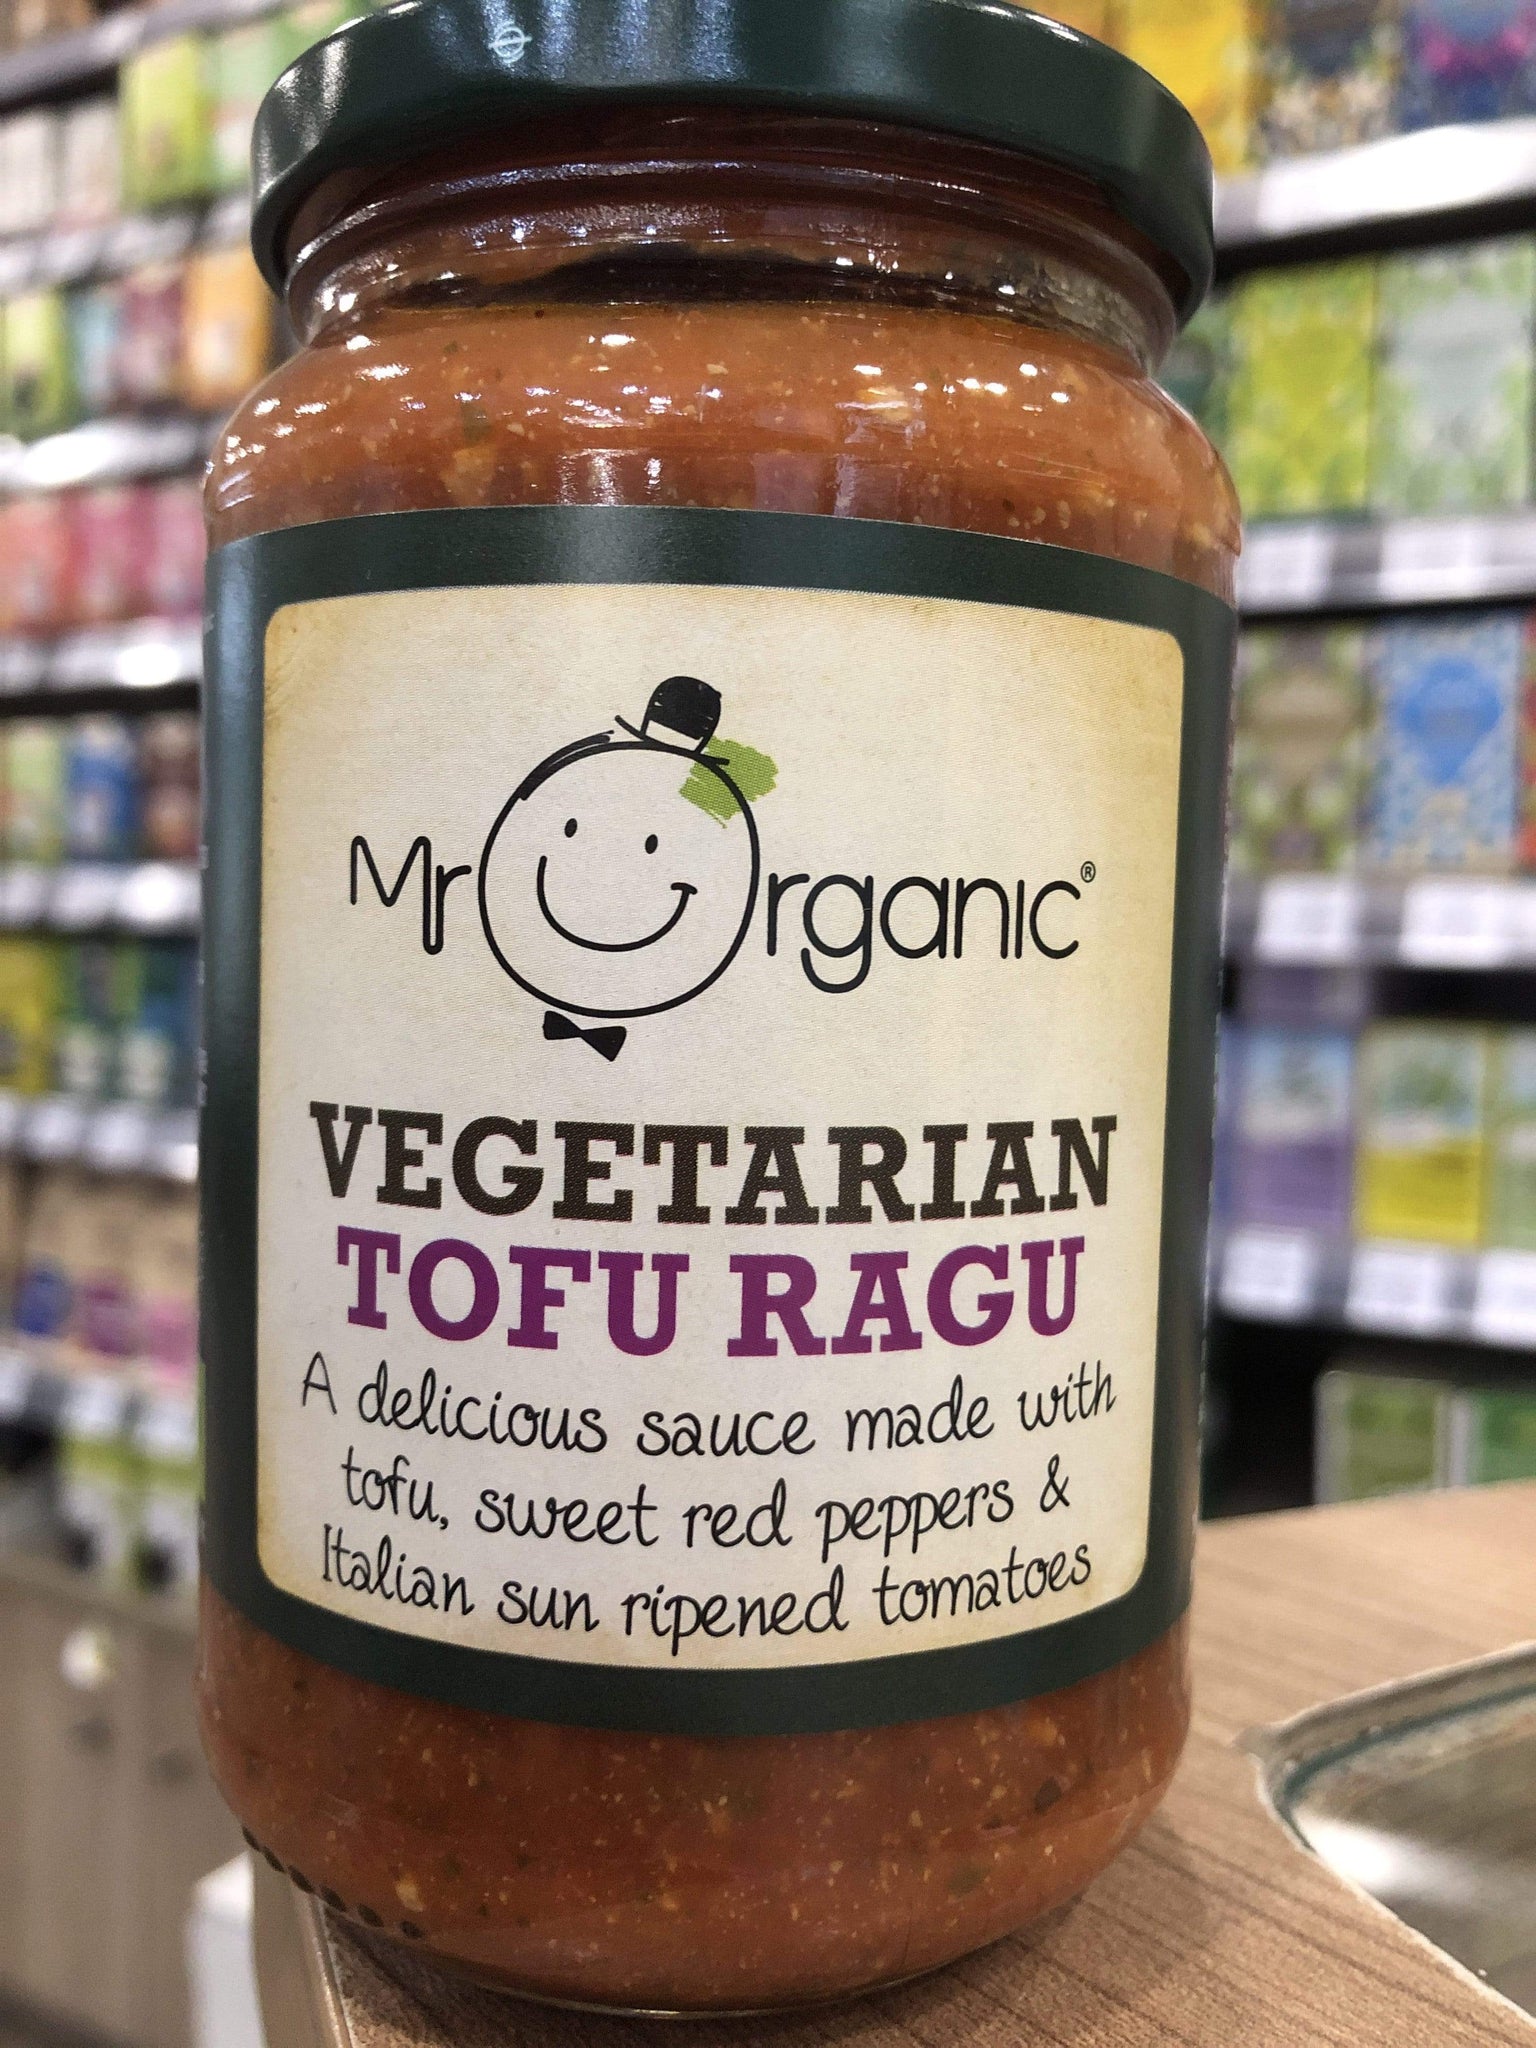 Mr Organic®
VEGETARIAN
TOFU RAGU
A delicious sauce made with
tofu, sweet red peppers &
Italian sun ripened tomatoes